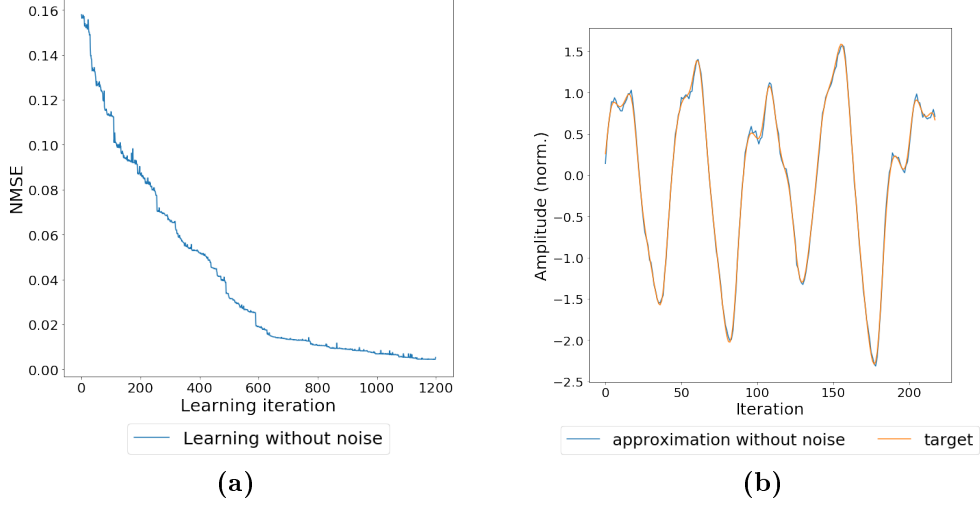 0.16
0.14
0.12
0.10
0.08
0.06
0.04
0.02
0.00
NMSE
0 200 400 600 800 1000 1200
Learning iteration
Learning without noise
(a)
1.5
1.0
0.5
0.0
−0.5
−1.0
−1.5
−2.0
−2.5
Amplitude (norm.)
0 50 100 150 200
Iteration
approximation without noise target
(b)